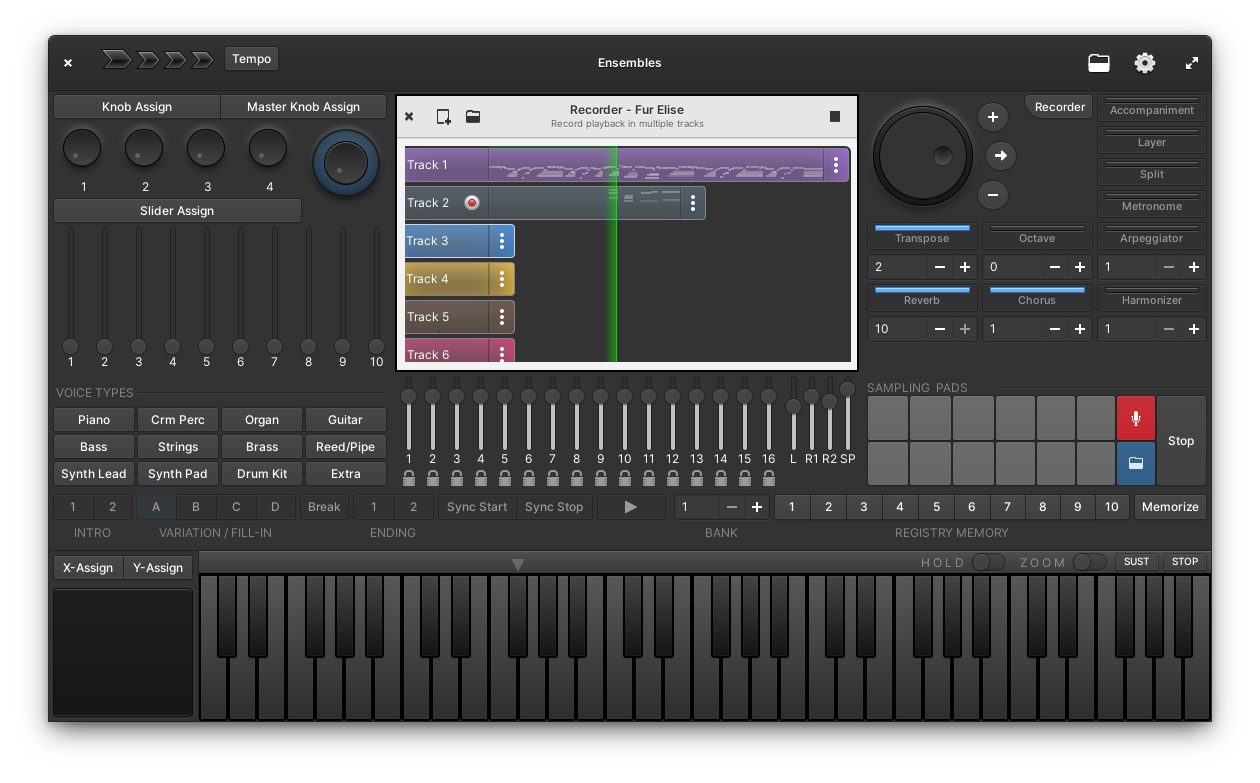 Tempo
Ensembles
Knob Assign
Master Knob Assign
1 2 3 4
Slider Assign
1 2 3 4 5 6 7 8 9 10
VOICE TYPES
Piano Crm Perc Organ Guitar
Bass Strings Brass Reed/Pipe
Synth Lead Synth Pad Drum Kit Extra
Recorder - Fur Elise
Record playback in multiple tracks
Track 1
Track 2
Track 3
Track 4
Track 5
Track 6
1 2 3 4 5 6 7 8 9 10 11 12 13 14 15 16 L R1 R2 SP
Recorder
Accompaniment
Layer
Split
Metronome
Transpose Octave Arpeggiator
2 − + 0 − + 1 − +
Reverb Chorus Harmonizer
10 − + 1 − + 1 − +
SAMPLING PADS
Stop
1 2 A B C D Break 1 2 Sync Start Sync Stop 1 − + 1 2 3 4 5 6 7 8 9 10 Memorize
INTRO VARIATION / FILL-IN ENDING BANK REGISTRY MEMORY
X-Assign Y-Assign
HOLD ZOOM SUST STOP